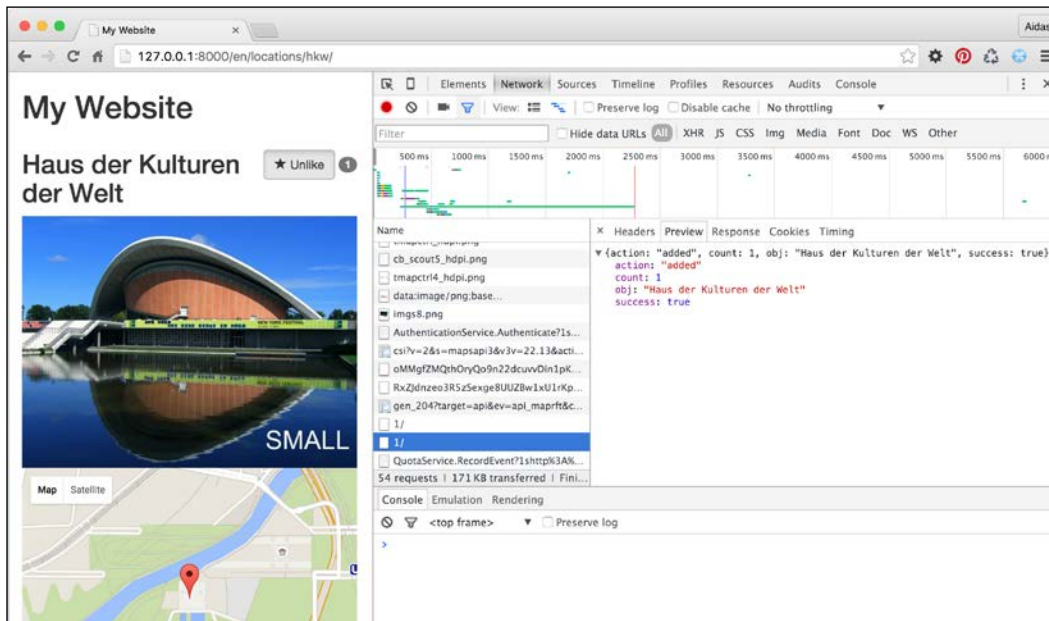 My Website
Aidas
127.0.0.1:8000/en/locations/hkw/
My Website
Haus der Kulturen
der Welt
★ Unlike 1
SMALL
Map Satellite
Elements Network Sources Timeline Profiles Resources Audits Console
View: Preserve log Disable cache No throttling
Filter Hide data URLs All XHR JS CSS Img Media Font Doc WS Other
500 ms 1000 ms 1500 ms 2000 ms 2500 ms 3000 ms 3500 ms 4000 ms 4500 ms 5000 ms 5500 ms 6000
Name
cb_scout5_hdpi.png
tmapctrl4_hdpi.png
data:image/png;base...
imgs8.png
AuthenticationService.Authenticate?1s...
csi?v=2&s=mapsapi3&v3v=22.13&acti...
gen_204?target=api&ev=api_maprft&c...
1/
1/
QuotaService.RecordEvent?1shttp%3A%...
54 requests | 171 KB transferred | Fini...
× Headers Preview Response Cookies Timing
▼{action: "added", count: 1, obj: "Haus der Kulturen der Welt", success: true}
action: "added"
count: 1
obj: "Haus der Kulturen der Welt"
success: true
Console Emulation Rendering
<top frame> ▼ Preserve log
>